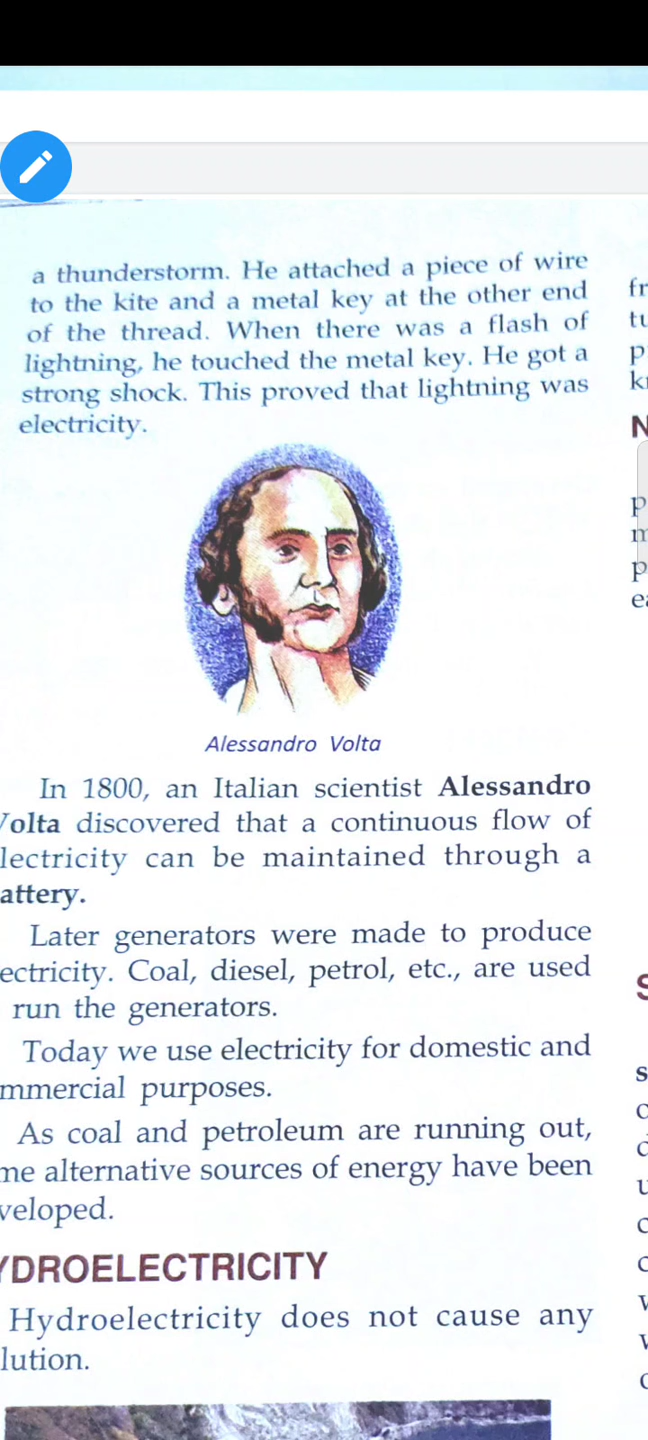 a thunderstorm. He attached a piece of wire
to the kite and a metal key at the other end
of the thread. When there was a flash of
lightning, he touched the metal key. He got a
strong shock. This proved that lightning was
electricity.
Alessandro Volta
In 1800, an Italian scientist Alessandro
olta discovered that a continuous flow of
lectricity can be maintained through a
attery.
Later generators were made to produce
ectricity. Coal, diesel, petrol, etc., are used
run the generators.
Today we use electricity for domestic and
mmercial purposes.
As coal and petroleum are running out,
me alternative sources of energy have been
veloped.
YDROELECTRICITY
Hydroelectricity does not cause any
lution.